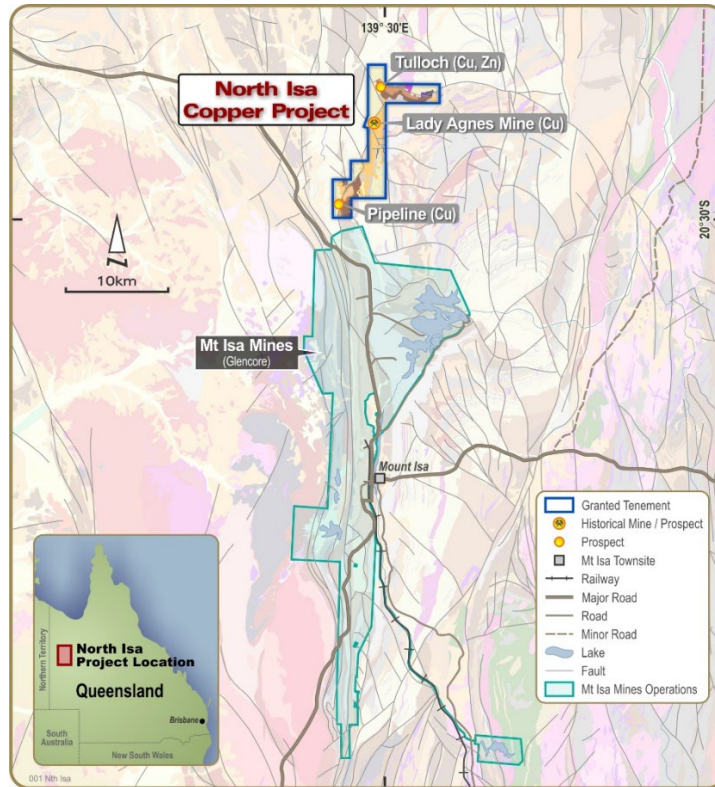 139° 30'E
Tulloch (Cu, Zn)
North Isa
Copper Project
Lady Agnes Mine (Cu)
20°30'S
Pipeline (Cu)
N
10km
Mt Isa Mines
(Glencore)
Mount Isa
Granted Tenement
Historical Mine / Prospect
Prospect
Mt Isa Townsite
Railway
Major Road
Road
Minor Road
Lake
Fault
Mt Isa Mines Operations
Northern Territory
North Isa
Project Location
Queensland
Brisbane
South
Australia
New South Wales
001 Nth Isa